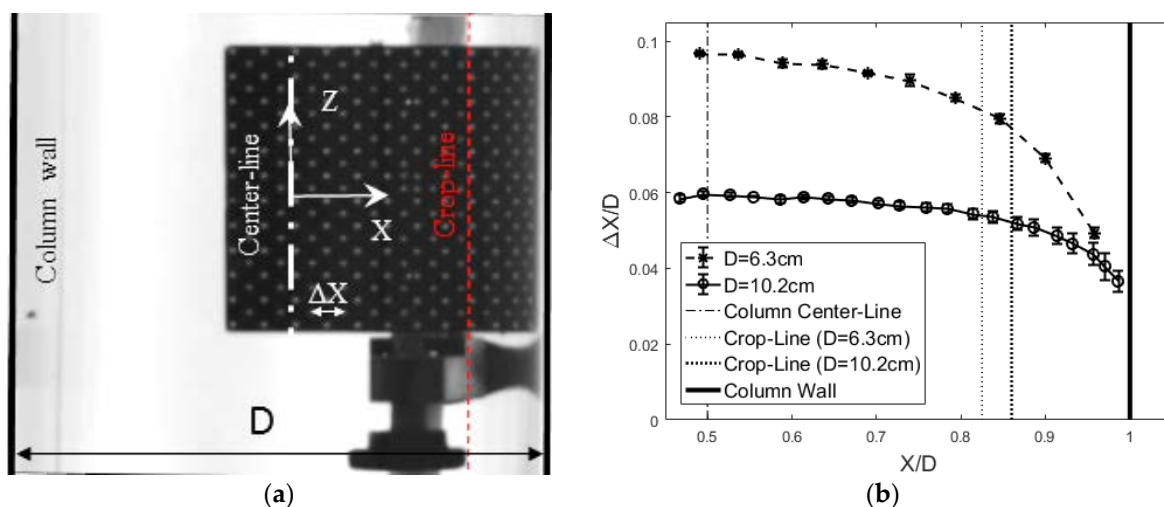 Column wall
Center-line
Z
X
Crop-line
ΔX
D
(a)
ΔX/D
0.1
0.08
0.06
0.04
0.02
0
D=6.3cm
D=10.2cm
Column Center-Line
Crop-Line (D=6.3cm)
Crop-Line (D=10.2cm)
Column Wall
0.5 0.6 0.7 0.8 0.9 1
X/D
(b)